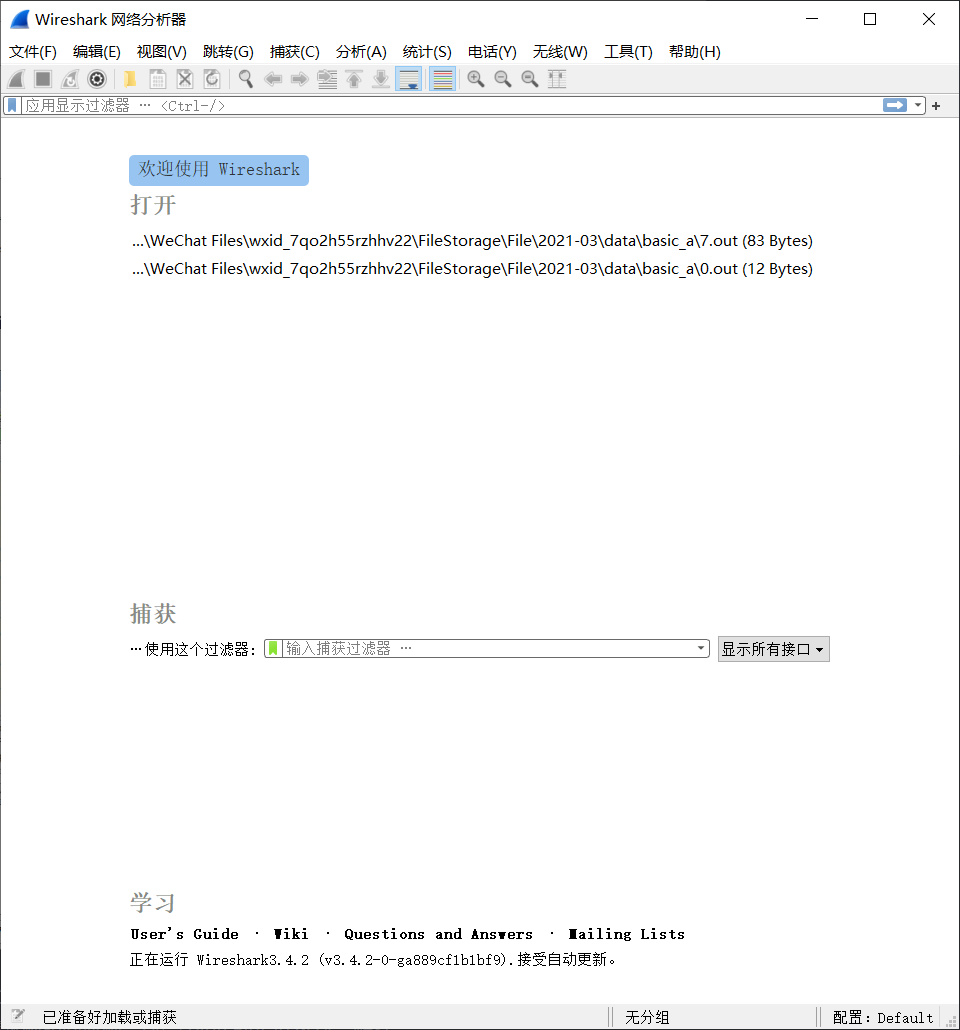 Wireshark 网络分析器
文件(F) 编辑(E) 视图(V) 跳转(G) 捕获(C) 分析(A) 统计(S) 电话(Y) 无线(W) 工具(T) 帮助(H)
应用显示过滤器 … <Ctrl-/>
+
欢迎使用 Wireshark
打开
...\WeChat Files\wxid_7qo2h55rzhhv22\FileStorage\File\2021-03\data\basic_a\7.out (83 Bytes)
...\WeChat Files\wxid_7qo2h55rzhhv22\FileStorage\File\2021-03\data\basic_a\0.out (12 Bytes)
捕获
…使用这个过滤器: 输入捕获过滤器 … 显示所有接口
学习
User's Guide · Wiki · Questions and Answers · Mailing Lists
正在运行 Wireshark3.4.2 (v3.4.2-0-ga889cf1b1bf9).接受自动更新。
已准备好加载或捕获 无分组 配置:Default